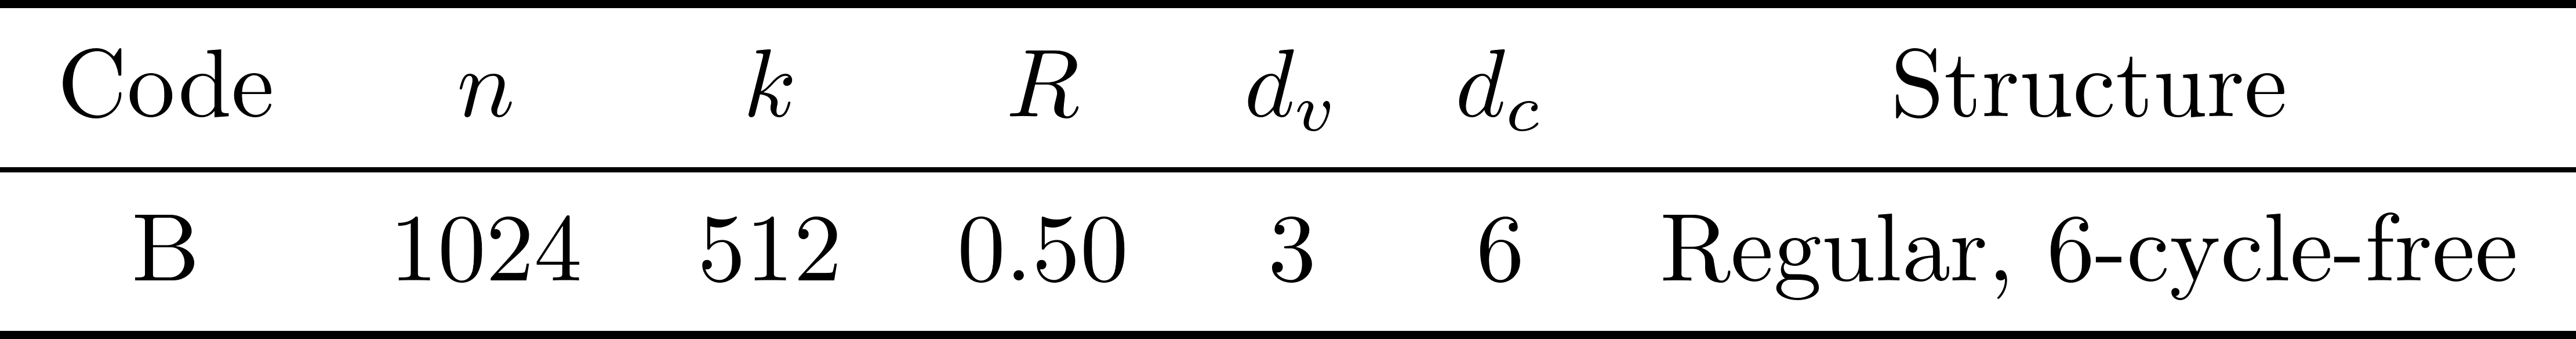 Code n k R d_v d_c Structure
B 1024 512 0.50 3 6 Regular, 6-cycle-free